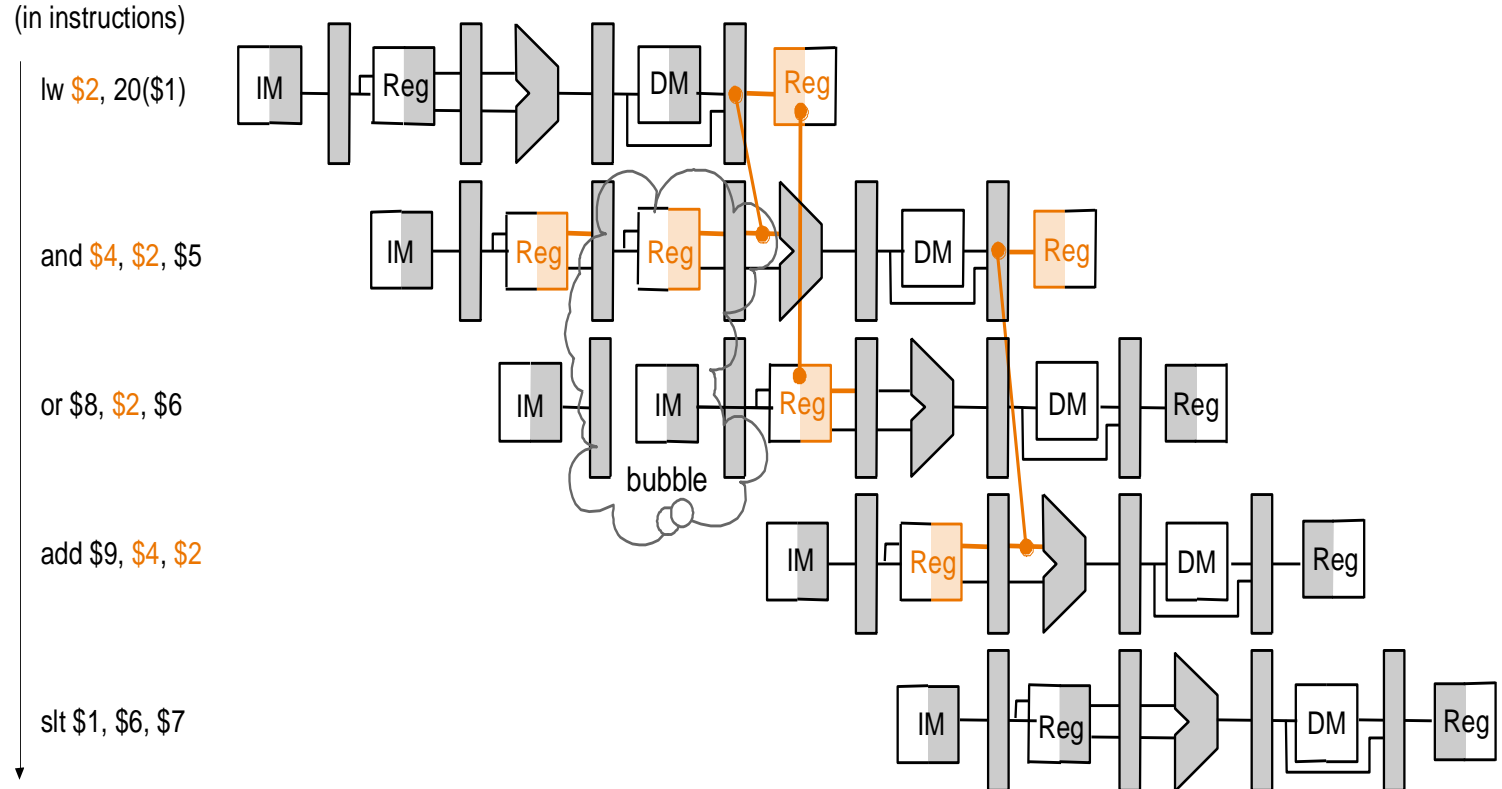 (in instructions)
lw $2, 20($1)
IM Reg DM Reg
and $4, $2, $5
IM Reg Reg DM Reg
or $8, $2, $6
IM IM Reg DM Reg
bubble
add $9, $4, $2
IM Reg DM Reg
slt $1, $6, $7
IM Reg DM Reg